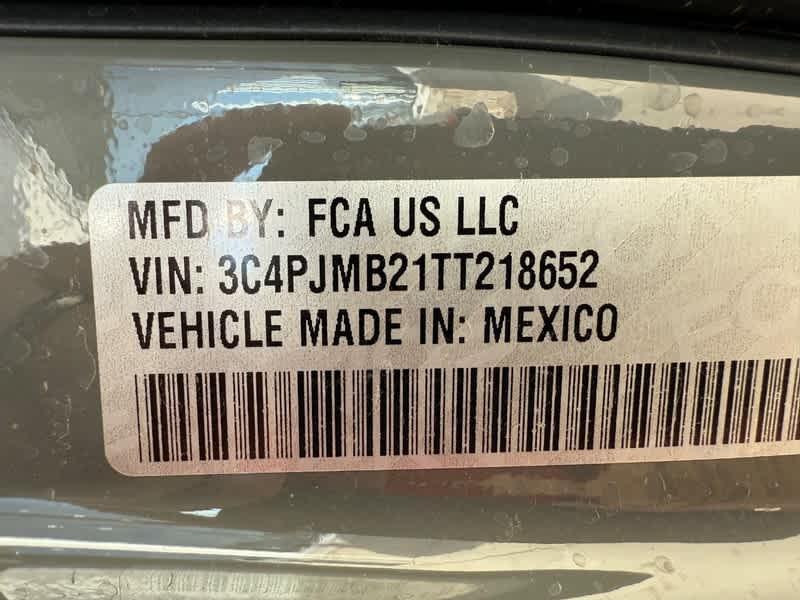 MFD BY: FCA US LLC
VIN: 3C4PJMB21TT218652
VEHICLE MADE IN: MEXICO